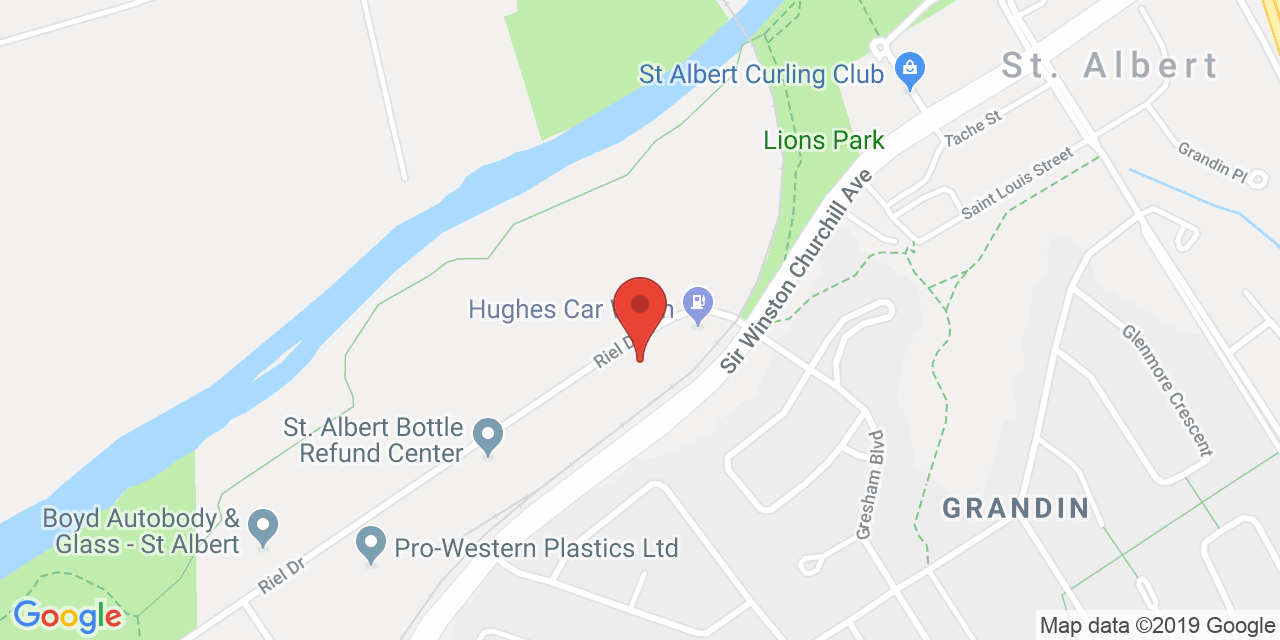 St Albert Curling Club
St. Albert
Tache St
Lions Park
Grandin Pl
Saint Louis Street
Sir Winston Churchill Ave
Hughes Car
Riel
Glenmore Crescent
St. Albert Bottle
Refund Center
Gresham Blvd
GRANDIN
Boyd Autobody &
Glass - St Albert
Pro-Western Plastics Ltd
Riel Dr
Google
Map data ©2019 Google